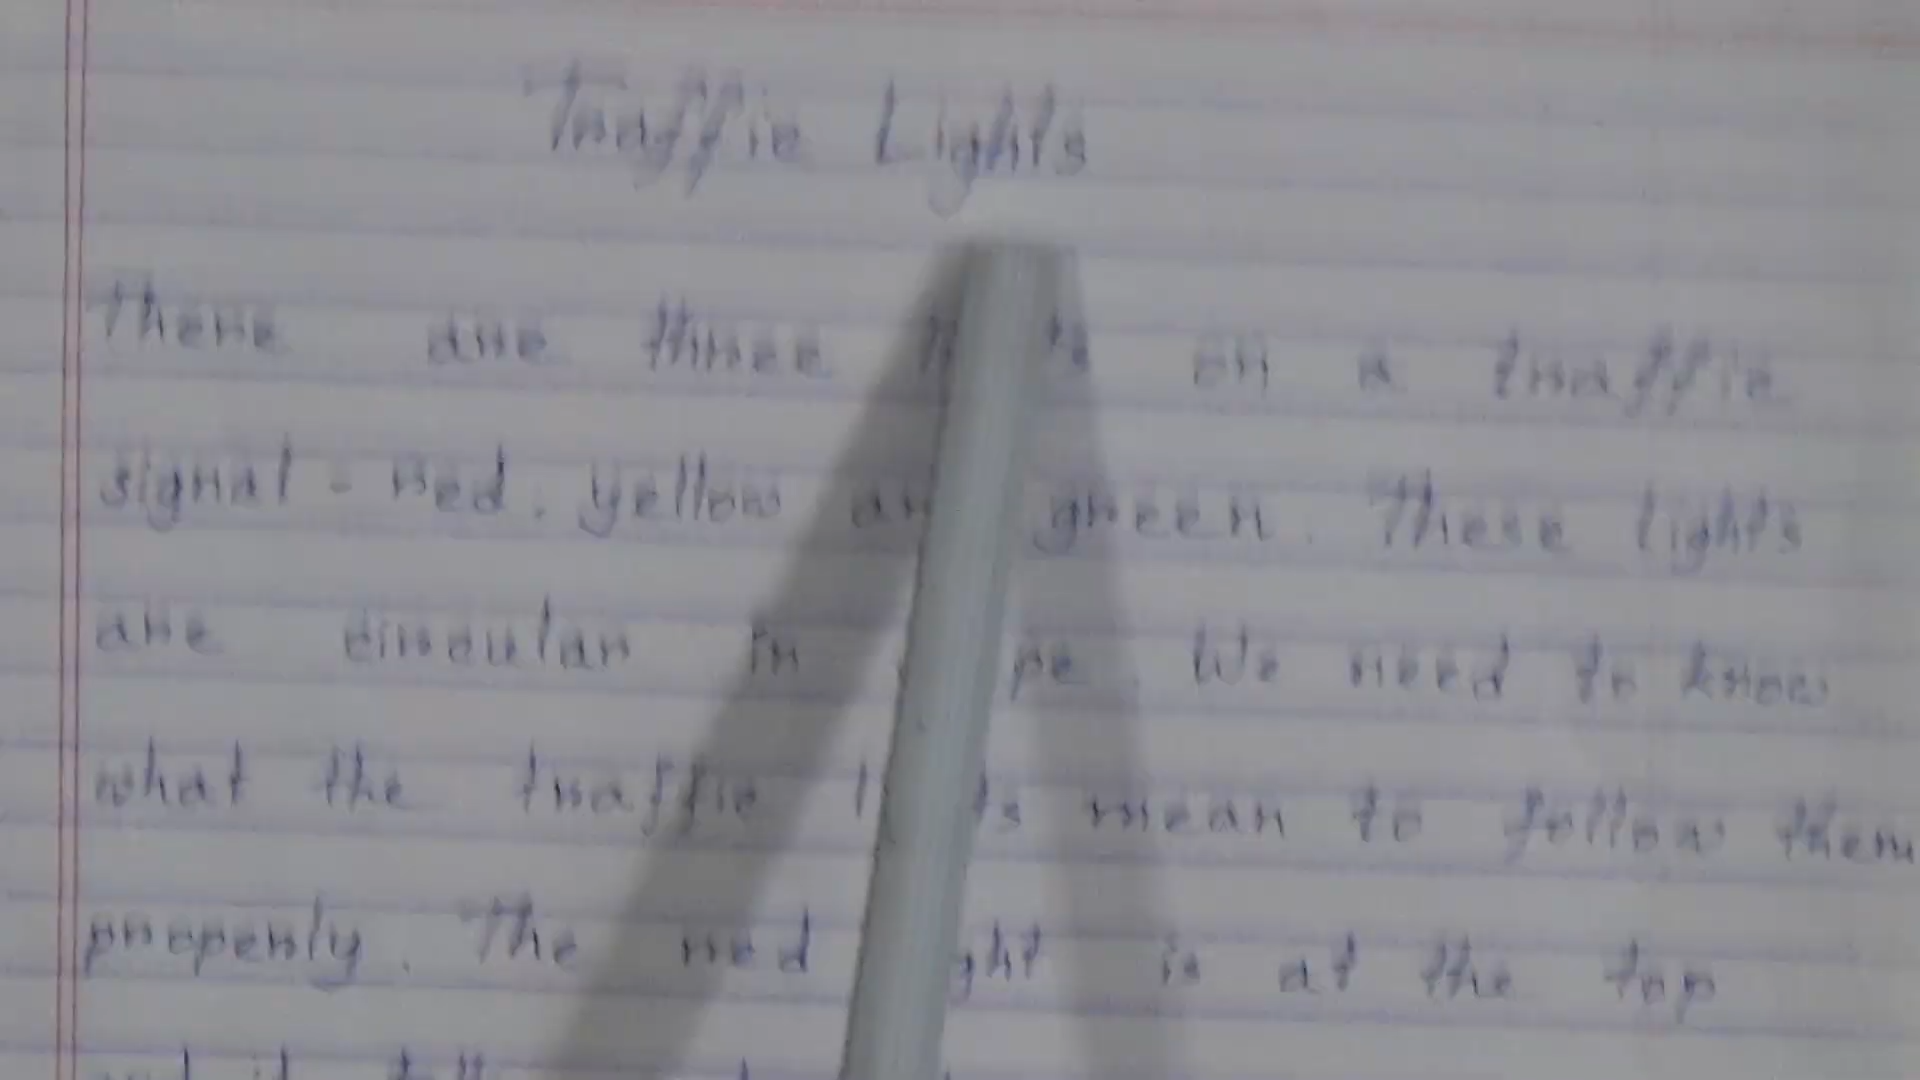 Traffic Lights
There are three on a traffic
signal - red, yellow green. These lights
are circular in We need to know
what the traffic mean to follow them
properly. The red is at the top